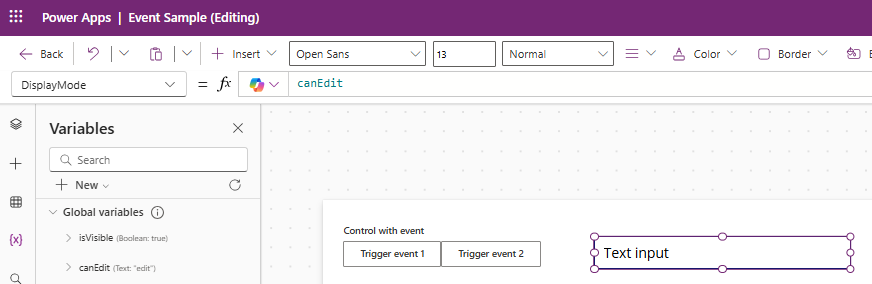 Power Apps | Event Sample (Editing)
Back Insert Open Sans 13 Normal Color Border
DisplayMode = fx canEdit
Variables
Search
New
Global variables
isVisible (Boolean: true)
canEdit (Text: "edit")
Control with event
Trigger event 1 Trigger event 2
Text input